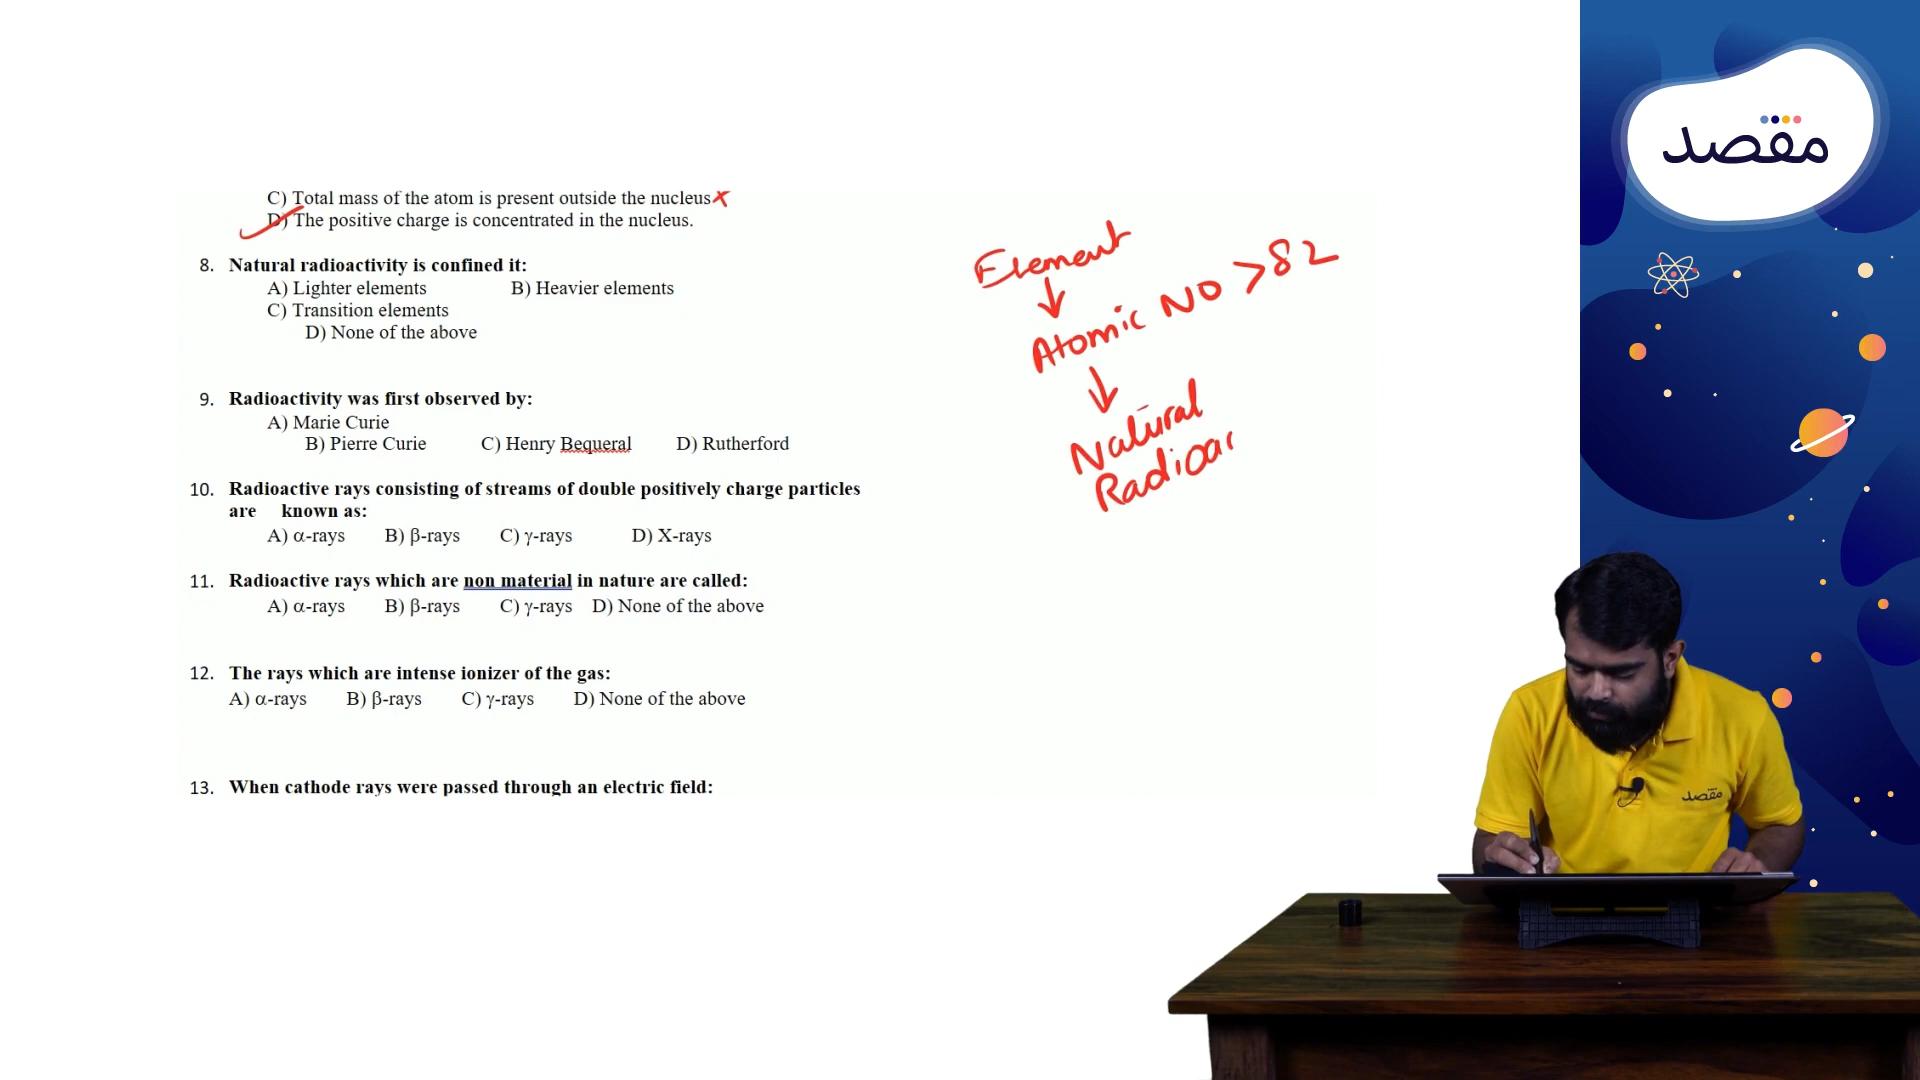 C) Total mass of the atom is present outside the nucleus
D) The positive charge is concentrated in the nucleus.
8. Natural radioactivity is confined it:
A) Lighter elements B) Heavier elements
C) Transition elements
D) None of the above
9. Radioactivity was first observed by:
A) Marie Curie
B) Pierre Curie C) Henry Bequeral D) Rutherford
10. Radioactive rays consisting of streams of double positively charge particles
are known as:
A) α-rays B) β-rays C) γ-rays D) X-rays
11. Radioactive rays which are non material in nature are called:
A) α-rays B) β-rays C) γ-rays D) None of the above
12. The rays which are intense ionizer of the gas:
A) α-rays B) β-rays C) γ-rays D) None of the above
13. When cathode rays were passed through an electric field:
Element
Atomic No >82
Natural
Radioac
مقصد
مقصد